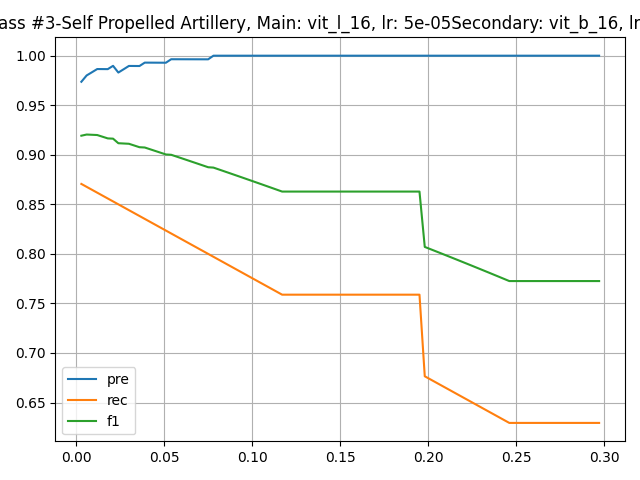 ass #3-Self Propelled Artillery, Main: vit_l_16, lr: 5e-05Secondary: vit_b_16, lr
1.00
0.95
0.90
0.85
0.80
0.75
0.70
0.65
pre
rec
f1
0.00 0.05 0.10 0.15 0.20 0.25 0.30